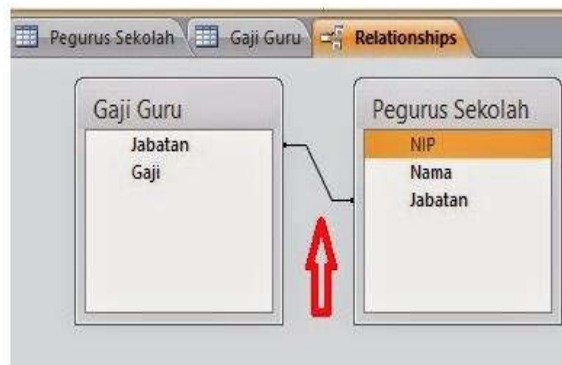 Pegurus Sekolah Gaji Guru Relationships
Gaji Guru
Jabatan
Gaji
Pegurus Sekolah
NIP
Nama
Jabatan